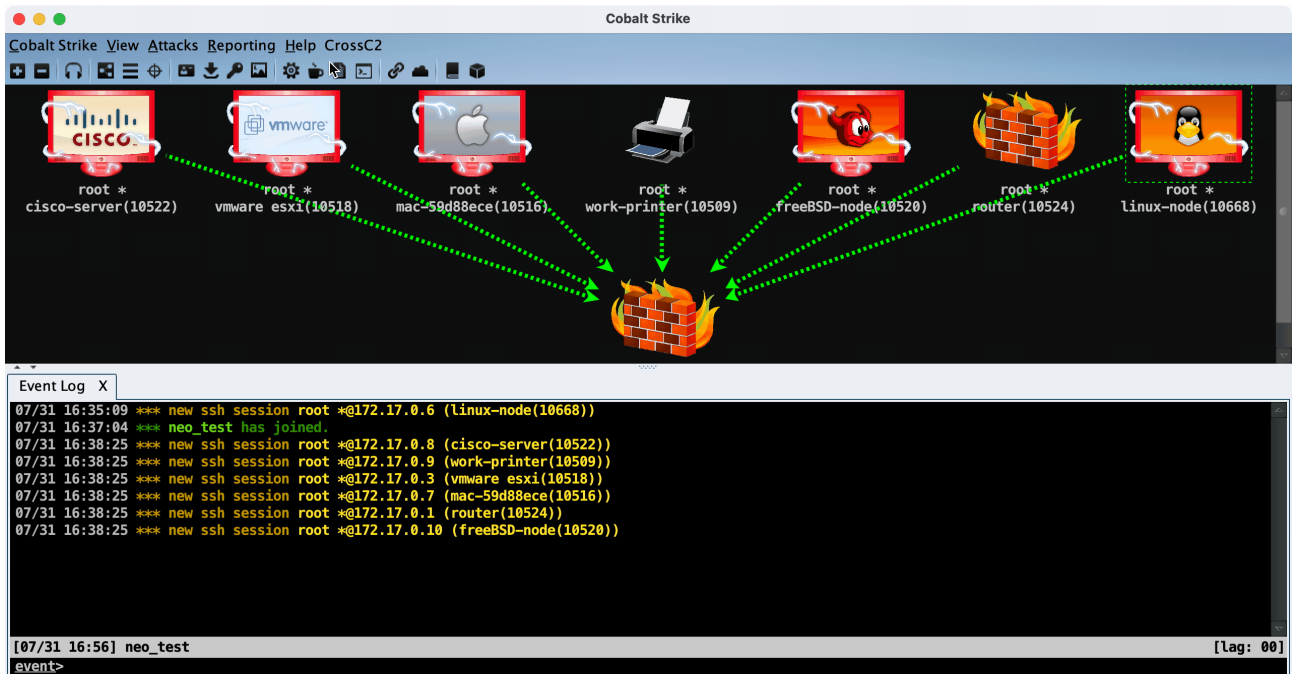 Cobalt Strike
Cobalt Strike View Attacks Reporting Help CrossC2
CISCO
vmware
root * root * root * root * root * root * root *
cisco-server(10522) vmware esxi(10518) mac-59d88ece(10516) work-printer(10509) freeBSD-node(10520) router(10524) linux-node(10668)
Event Log X
07/31 16:35:09 *** new ssh session root *@172.17.0.6 (linux-node(10668))
07/31 16:37:04 *** neo_test has joined.
07/31 16:38:25 *** new ssh session root *@172.17.0.8 (cisco-server(10522))
07/31 16:38:25 *** new ssh session root *@172.17.0.9 (work-printer(10509))
07/31 16:38:25 *** new ssh session root *@172.17.0.3 (vmware esxi(10518))
07/31 16:38:25 *** new ssh session root *@172.17.0.7 (mac-59d88ece(10516))
07/31 16:38:25 *** new ssh session root *@172.17.0.1 (router(10524))
07/31 16:38:25 *** new ssh session root *@172.17.0.10 (freeBSD-node(10520))
[07/31 16:56] neo_test [lag: 00]
event>